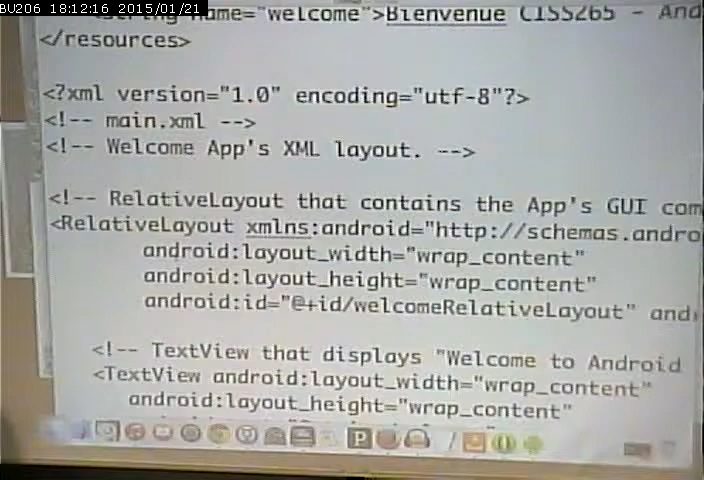 BU206 18:12:16 2015/01/21
name="welcome">Bienvenue CISS265 - And
</resources>
<?xml version="1.0" encoding="utf-8"?>
<!-- main.xml -->
<!-- Welcome App's XML layout. -->
<!-- RelativeLayout that contains the App's GUI com
<RelativeLayout xmlns:android="http://schemas.andro
android:layout_width="wrap_content"
android:layout_height="wrap_content"
android:id="@+id/welcomeRelativeLayout" and
<!-- TextView that displays "Welcome to Android
<TextView android:layout_width="wrap_content"
android:layout_height="wrap_content"
P